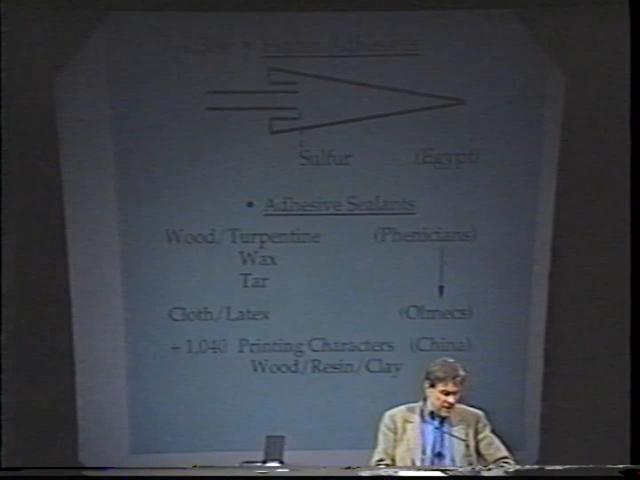 Adhesives
Sulfur (Egypt)
• Adhesive Sealants
Wood/Turpentine (Phenicians)
Wax
Tar
Cloth/Latex (Olmecs)
~ 1,040 Printing Characters (China)
Wood/Resin/Clay